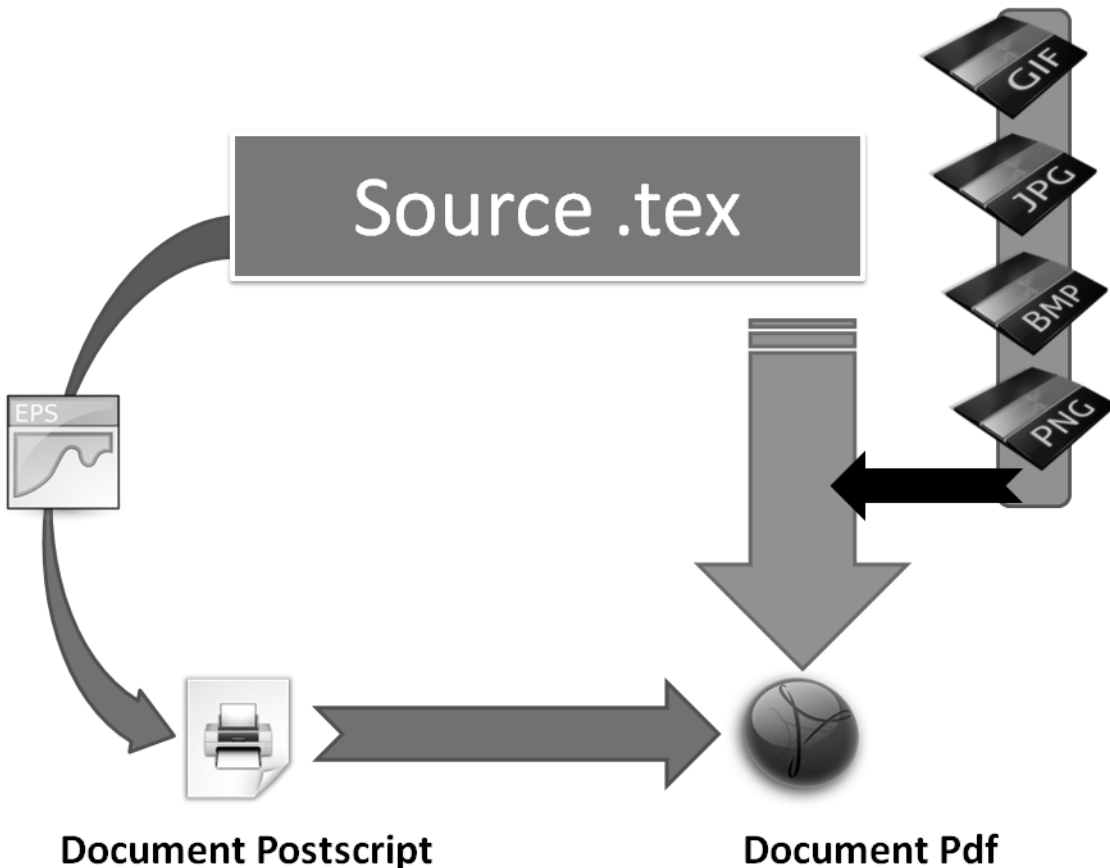 GIF
Source .tex
JPG
BMP
EPS
PNG
Document Postscript
Document Pdf